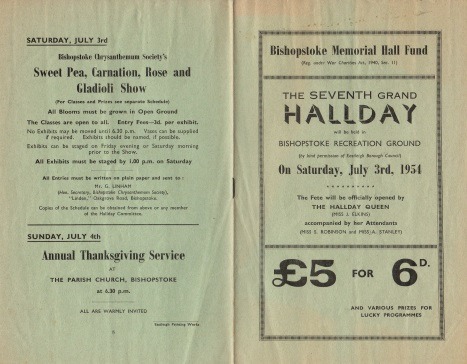 SATURDAY, JULY 3rd
Bishopstoke Chrysanthemum Society's
Sweet Pea, Carnation, Rose and
Gladioli Show
(For Classes and Prizes see separate Schedule)
All Blooms must be grown in Open Ground
The Classes are open to all. Entry Fees—3d. per exhibit.
No Exhibits may be moved until 6.30 p.m. Vases can be supplied
if required. Exhibits should be named, if possible.
Exhibits can be staged on Friday evening or Saturday morning
prior to the Show.
All Exhibits must be staged by 1.00 p.m. on Saturday
All Entries must be written on plain paper and sent to :
Mr. G. LINHAM
(Hon. Secretary, Bishopstoke Chrysanthemum Society),
Osgrove Road, Bishopstoke.
Copies of the Schedule can be obtained from above or any member
of the Halliday Committee.
SUNDAY, JULY 4th
Annual Thanksgiving Service
AT
THE PARISH CHURCH, BISHOPSTOKE
at 6.30 p.m.
ALL ARE WARMLY INVITED
Eastleigh Printing Works
Bishopstoke Memorial Hall Fund
(Reg. under War Charities Act, 1940, Sec. 11)
THE SEVENTH GRAND
HALLDAY
will be held in
BISHOPSTOKE RECREATION GROUND
(by kind permission of Eastleigh Borough Council)
On Saturday, July 3rd, 1954
The Fete will be officially opened by
THE HALLDAY QUEEN
(MISS J. ELKINS)
accompanied by her Attendants
(MISS S. ROBINSON and MISS A. STANLEY)
£5 FOR 6D.
AND VARIOUS PRIZES FOR
LUCKY PROGRAMMES